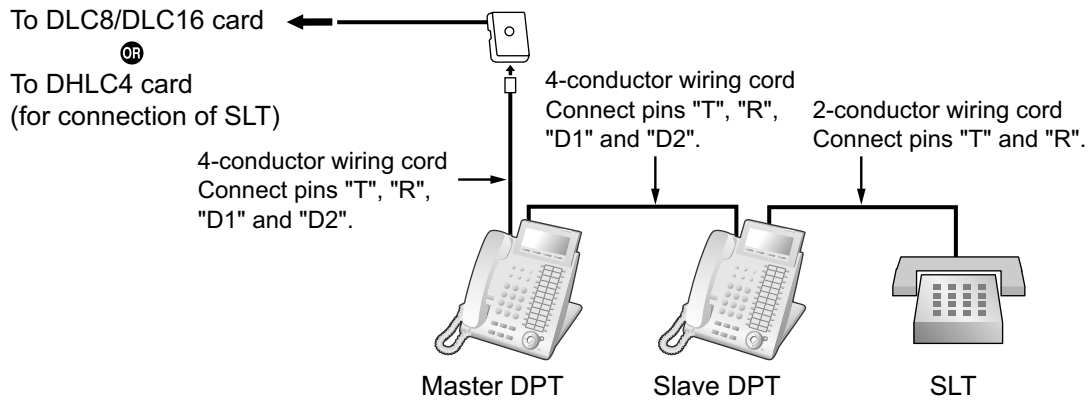 To DLC8/DLC16 card
OR
To DHLC4 card
(for connection of SLT)
4-conductor wiring cord
Connect pins "T", "R",
"D1" and "D2".
4-conductor wiring cord
Connect pins "T", "R",
"D1" and "D2".
2-conductor wiring cord
Connect pins "T" and "R".
Master DPT
Slave DPT
SLT